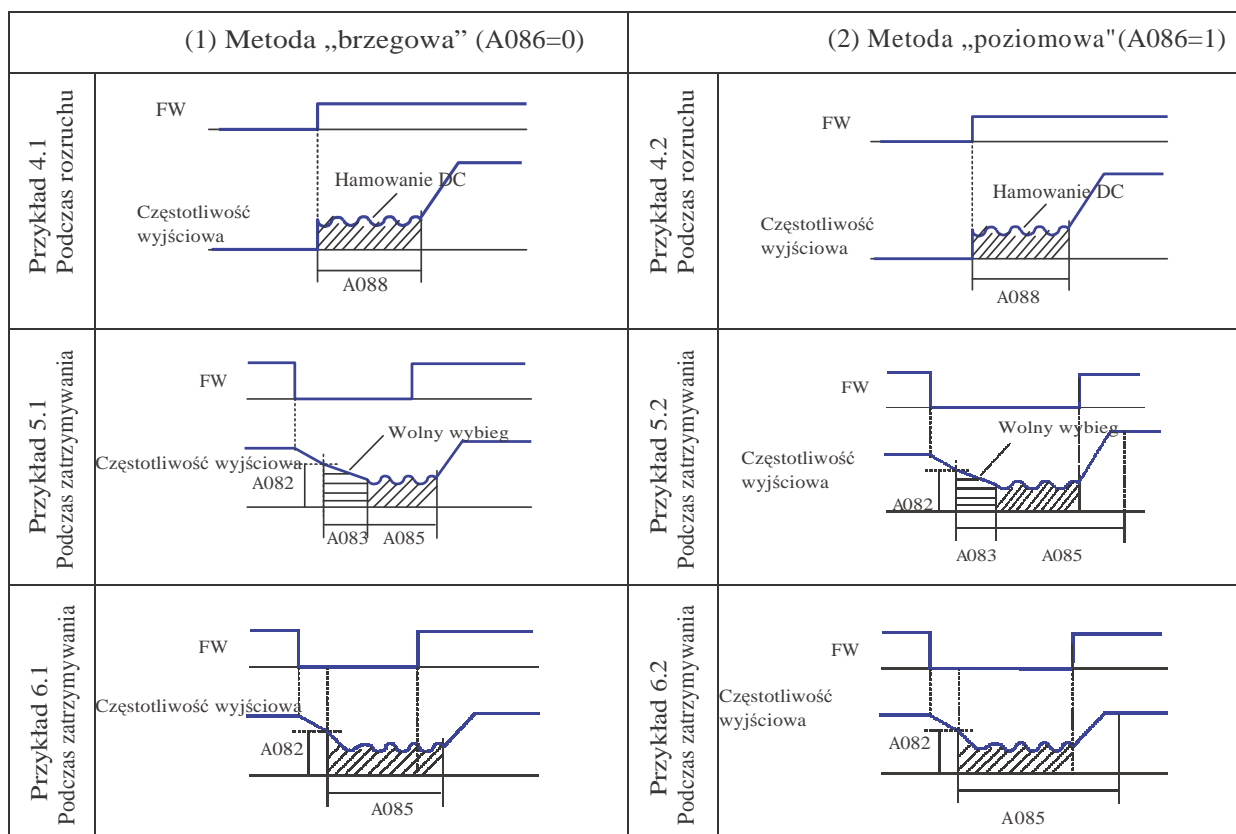 (1) Metoda „brzegowa” (A086=0)
(2) Metoda „poziomowa"(A086=1)
Przykład 4.1
Podczas rozruchu
FW
Hamowanie DC
Częstotliwość
wyjściowa
A088
Przykład 4.2
Podczas rozruchu
FW
Hamowanie DC
Częstotliwość
wyjściowa
A088
Przykład 5.1
Podczas zatrzymywania
FW
Wolny wybieg
Częstotliwość wyjściowa
A082
A083
A085
Przykład 5.2
Podczas zatrzymywania
FW
Wolny wybieg
Częstotliwość
wyjściowa
A082
A083
A085
Przykład 6.1
Podczas zatrzymywania
FW
Częstotliwość wyjściowa
A082
A085
Przykład 6.2
Podczas zatrzymywania
FW
Częstotliwość
wyjściowa
A082
A085